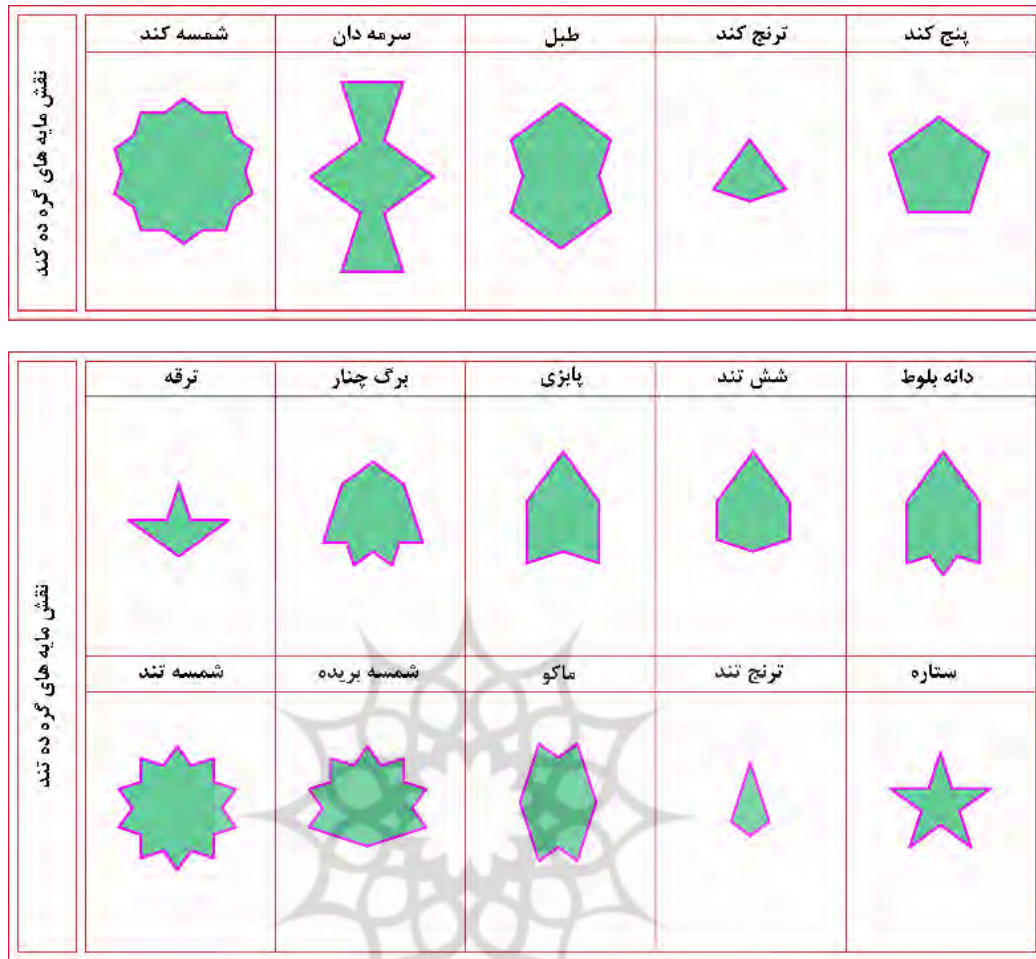 پنج کند
ترنج کند
طبل
سرمه دان
شمسه کند
نقش مایه های گره ده کند
دانه بلوط
شش تند
پابزی
برگ چنار
ترقه
ستاره
ترنج تند
ماکو
شمسه بریده
شمسه تند
نقش مایه های گره ده تند